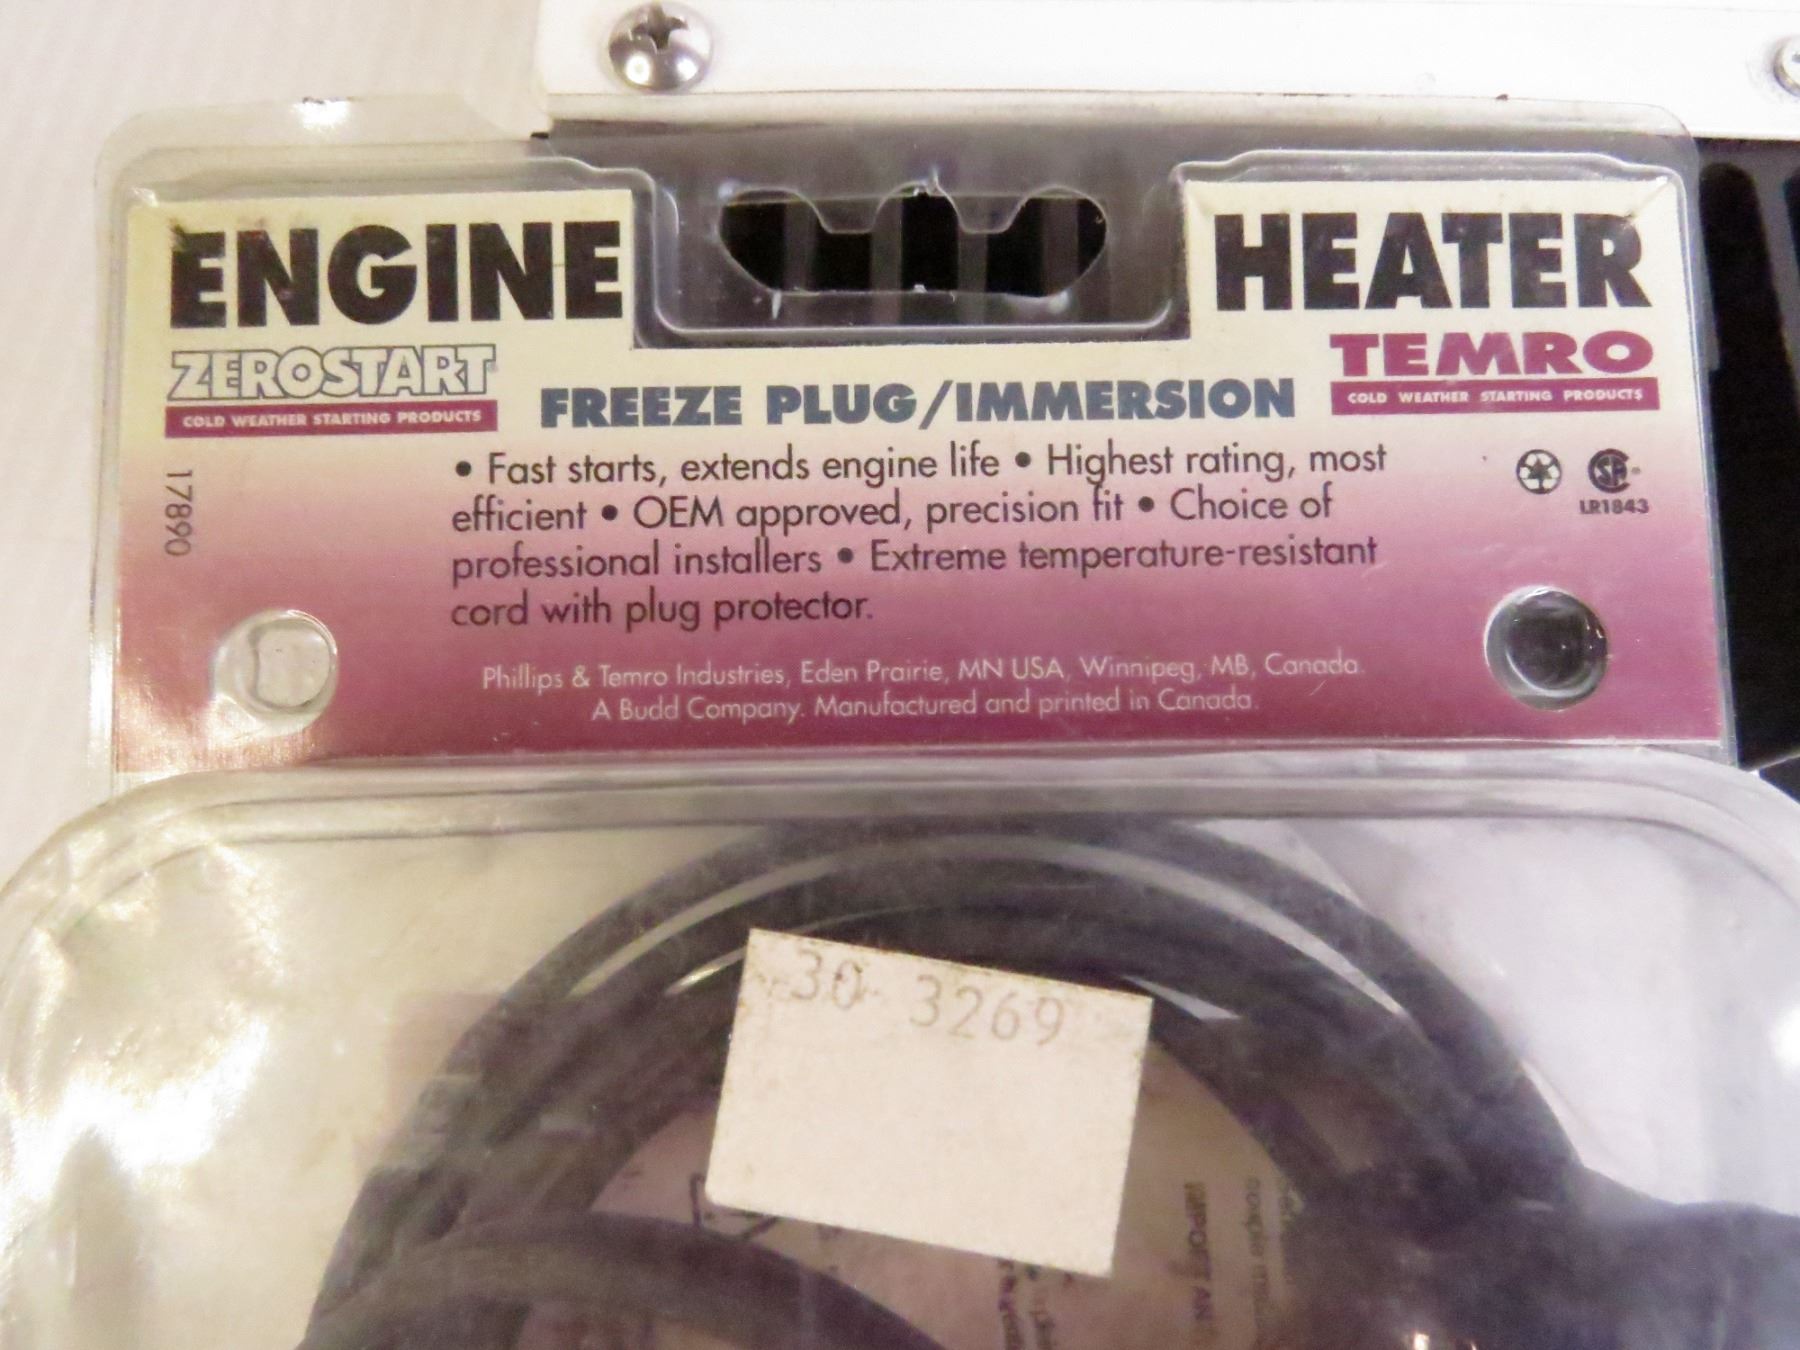 ENGINE HEATER
ZEROSTART
COLD WEATHER STARTING PRODUCTS
TEMRO
COLD WEATHER STARTING PRODUCTS
FREEZE PLUG/IMMERSION
17890
• Fast starts, extends engine life • Highest rating, most
efficient • OEM approved, precision fit • Choice of
professional installers • Extreme temperature-resistant
cord with plug protector.
LR1843
Phillips & Temro Industries, Eden Prairie, MN USA, Winnipeg, MB, Canada.
A Budd Company. Manufactured and printed in Canada.
30 3269